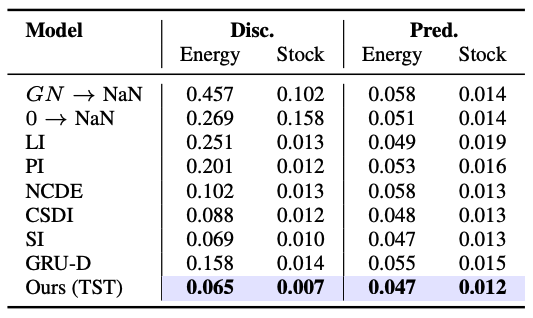 Model Disc. Pred.
Energy Stock Energy Stock
GN → NaN 0.457 0.102 0.058 0.014
0 → NaN 0.269 0.158 0.051 0.014
LI 0.251 0.013 0.049 0.019
PI 0.201 0.012 0.053 0.016
NCDE 0.102 0.013 0.058 0.013
CSDI 0.088 0.012 0.048 0.013
SI 0.069 0.010 0.047 0.013
GRU-D 0.158 0.014 0.055 0.015
Ours (TST) 0.065 0.007 0.047 0.012